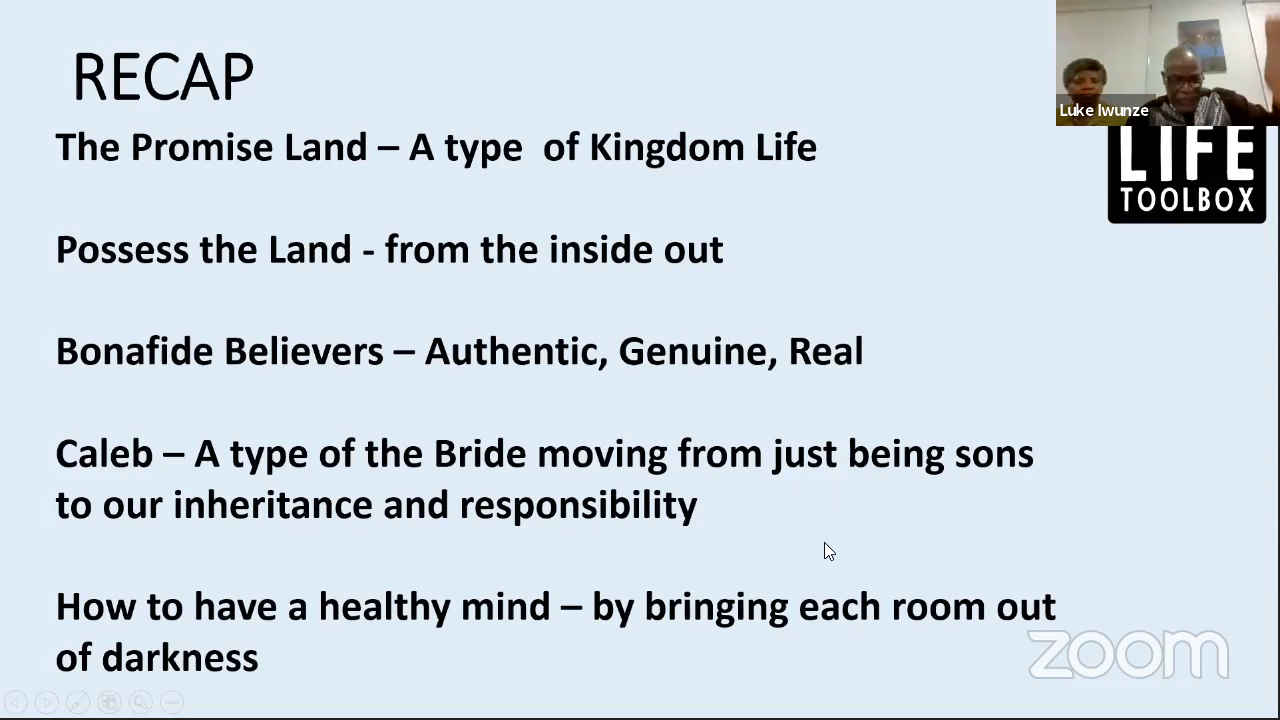 RECAP
Luke Iwunze
The Promise Land – A type  of Kingdom Life
LIFE
TOOLBOX
Possess the Land - from the inside out
Bonafide Believers – Authentic, Genuine, Real
Caleb – A type of the Bride moving from just being sons
to our inheritance and responsibility
How to have a healthy mind – by bringing each room out
of darkness
zoom